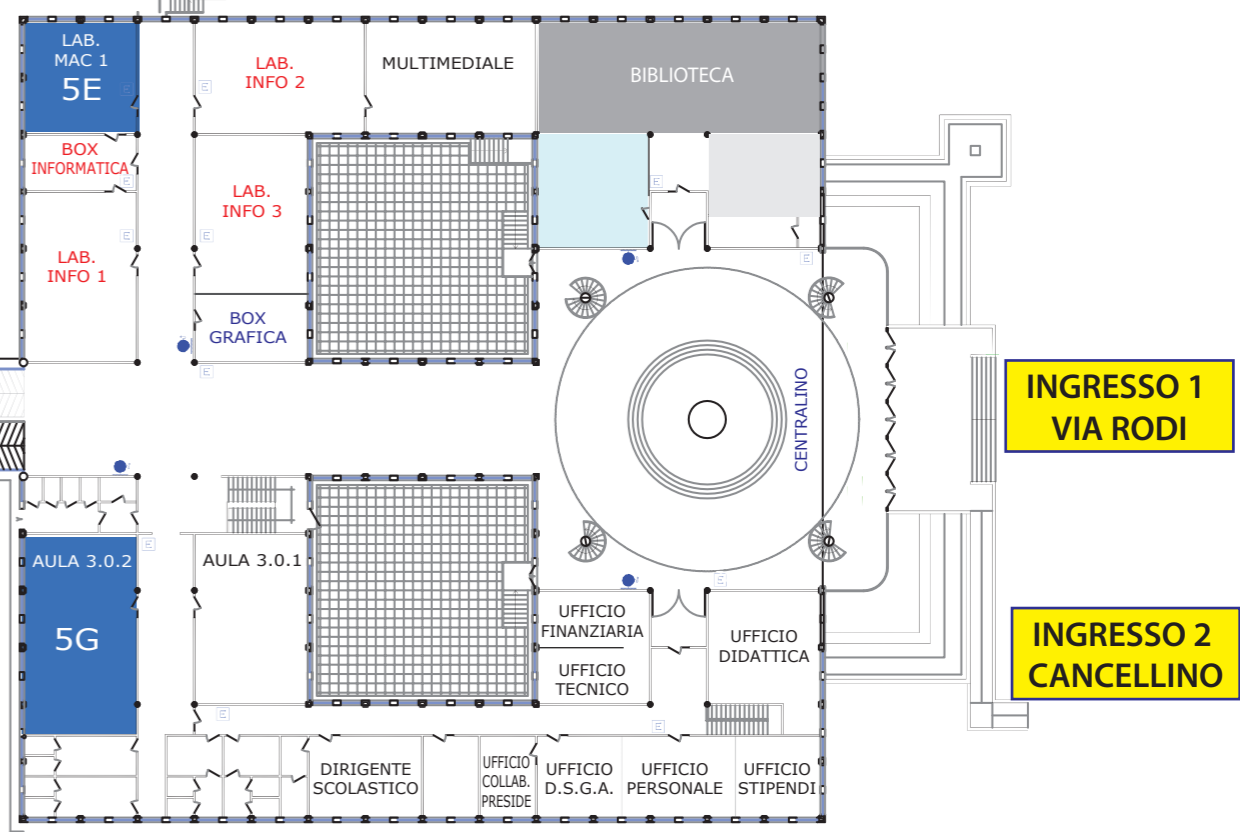 LAB.
MAC 1
5E
LAB.
INFO 2
MULTIMEDIALE
BIBLIOTECA
BOX
INFORMATICA
LAB.
INFO 3
LAB.
INFO 1
BOX
GRAFICA
CENTRALINO
INGRESSO 1
VIA RODI
AULA 3.0.2
5G
AULA 3.0.1
UFFICIO
FINANZIARIA
UFFICIO
TECNICO
UFFICIO
DIDATTICA
INGRESSO 2
CANCELLINO
DIRIGENTE
SCOLASTICO
UFFICIO
COLLAB.
PRESIDE
UFFICIO
D.S.G.A.
UFFICIO
PERSONALE
UFFICIO
STIPENDI
E
E
E
E
E
E
E
E
E
E
E
E